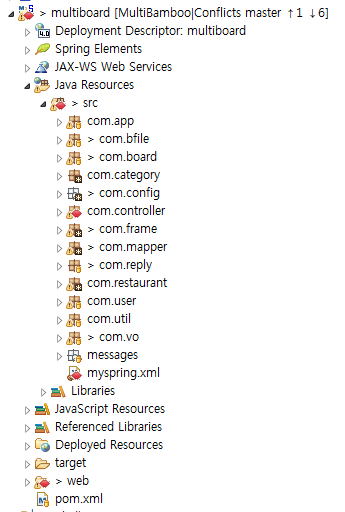 > multiboard [MultiBamboo|Conflicts master ↑1 ↓6]
Deployment Descriptor: multiboard
Spring Elements
JAX-WS Web Services
Java Resources
> src
com.app
> com.bfile
> com.board
com.category
> com.config
com.controller
> com.frame
> com.mapper
> com.reply
com.restaurant
com.user
com.util
> com.vo
messages
myspring.xml
Libraries
JavaScript Resources
Referenced Libraries
Deployed Resources
target
> web
pom.xml